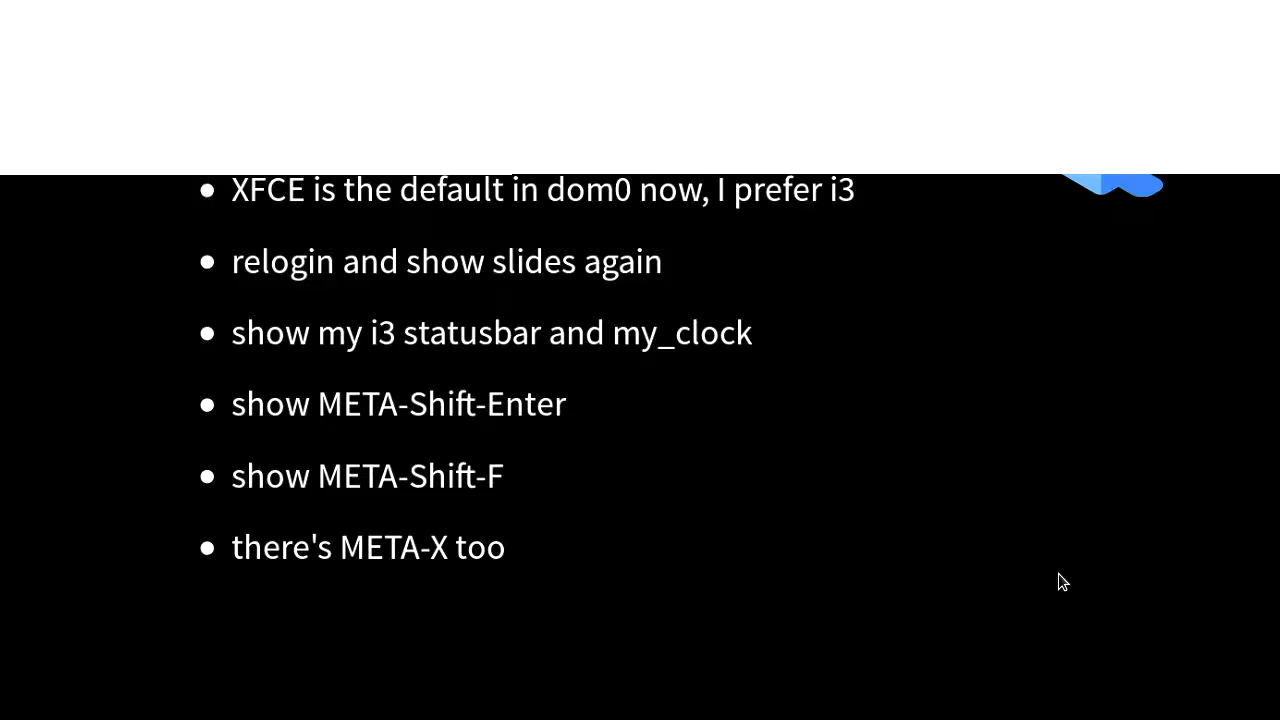 • XFCE is the default in dom0 now, I prefer i3
• relogin and show slides again
• show my i3 statusbar and my_clock
• show META-Shift-Enter
• show META-Shift-F
• there's META-X too